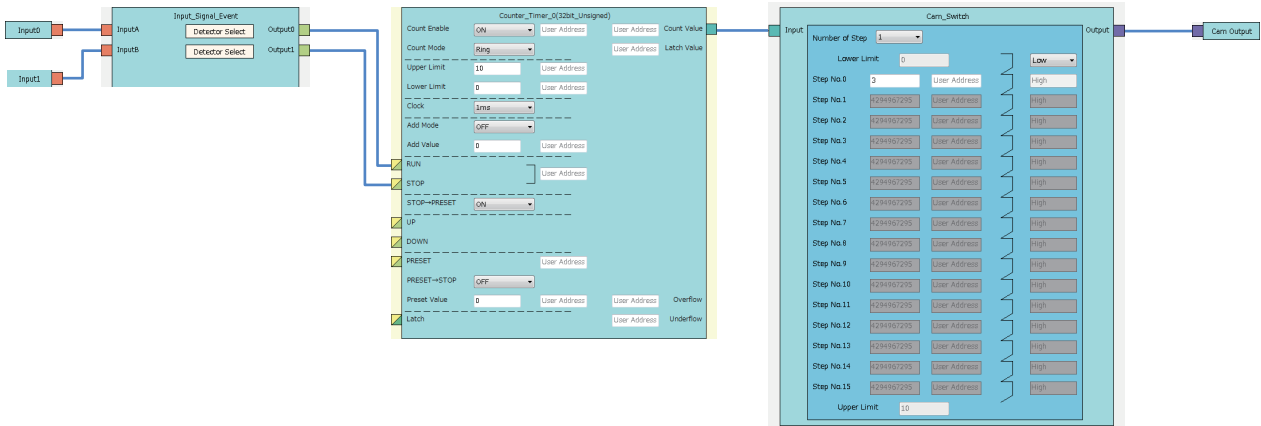 Input0
Input1
Input_Signal_Event
InputA Detector Select Output0
InputB Detector Select Output1
Counter_Timer_0(32bit_Unsigned)
Count Enable ON User Address User Address Count Value
Count Mode Ring User Address Latch Value
Upper Limit 10 User Address
Lower Limit 0 User Address
Clock 1ms
Add Mode OFF
Add Value 0 User Address
RUN
User Address
STOP
STOP→PRESET ON
UP
DOWN
PRESET User Address
PRESET→STOP OFF
Preset Value 0 User Address User Address Overflow
Latch User Address Underflow
Cam_Switch
Input Output
Number of Step 1
Lower Limit 0 Low
Step No.0 3 User Address High
Step No.1 4294967295 User Address High
Step No.2 4294967295 User Address High
Step No.3 4294967295 User Address High
Step No.4 4294967295 User Address High
Step No.5 4294967295 User Address High
Step No.6 4294967295 User Address High
Step No.7 4294967295 User Address High
Step No.8 4294967295 User Address High
Step No.9 4294967295 User Address High
Step No.10 4294967295 User Address High
Step No.11 4294967295 User Address High
Step No.12 4294967295 User Address High
Step No.13 4294967295 User Address High
Step No.14 4294967295 User Address High
Step No.15 4294967295 User Address High
Upper Limit 10
Cam Output